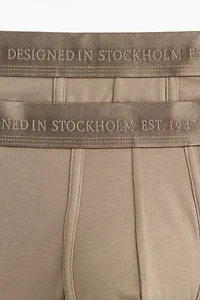 DESIGNED IN STOCKHOLM E
NED IN STOCKHOLM EST. 1947